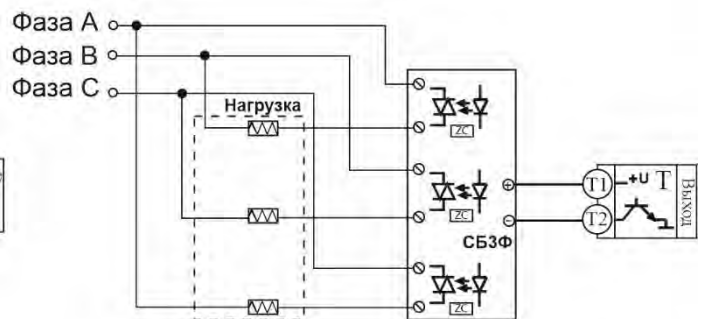 Фаза A
Фаза B
Фаза C
Нагрузка
ZC
ZC
+
-
СБ3Ф
ZC
T1
+U
T
T2
Выход